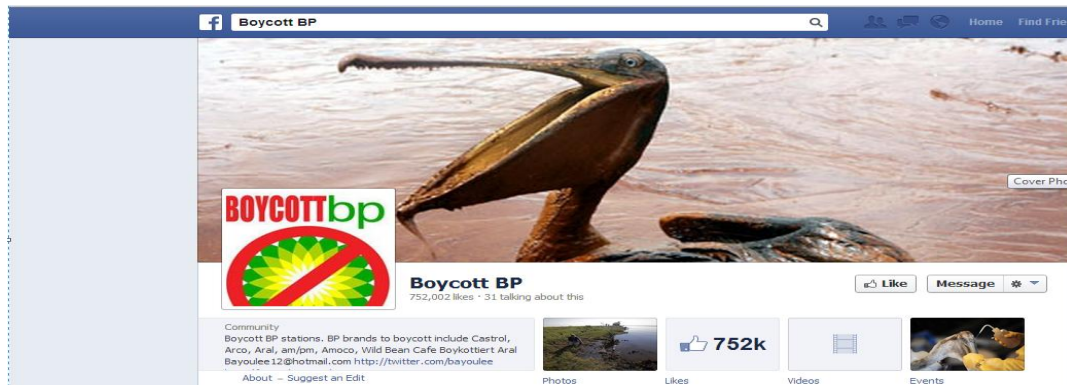 f Boycott BP
Home Find Frie
Cover Pho
BOYCOTTbp
Boycott BP
752,002 likes · 31 talking about this
Like Message
Community
Boycott BP stations. BP brands to boycott include Castrol,
Arco, Aral, am/pm, Amoco, Wild Bean Cafe Boykottiert Aral
Bayoulee12@hotmail.com http://twitter.com/bayoulee
About – Suggest an Edit
752k
Photos Likes Videos Events